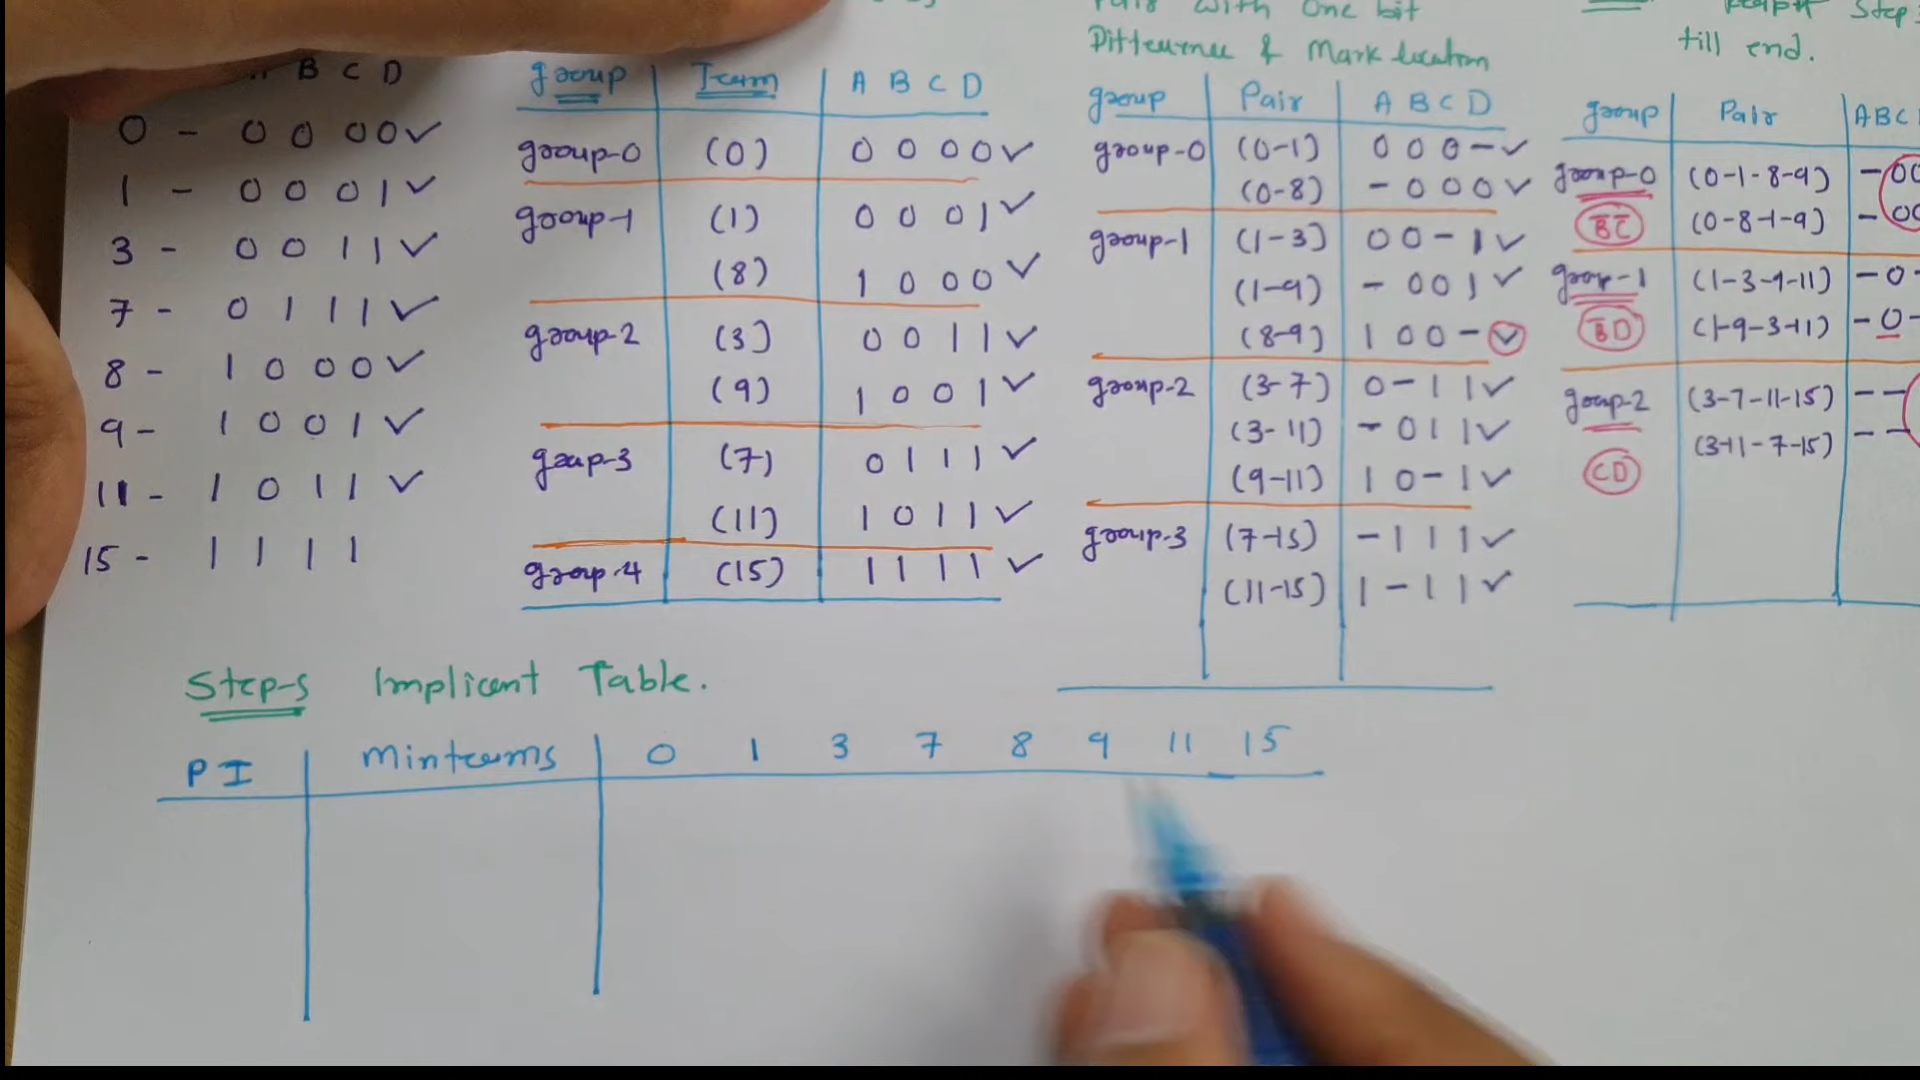 with one bit
Difference & Mark location
Step
till end.
B C D
0 - 0 0 0 0 ✓
1 - 0 0 0 1 ✓
3 - 0 0 1 1 ✓
7 - 0 1 1 1 ✓
8 - 1 0 0 0 ✓
9 - 1 0 0 1 ✓
11 - 1 0 1 1 ✓
15 - 1 1 1 1
group Term A B C D
group-0 (0) 0 0 0 0 ✓
group-1 (1) 0 0 0 1 ✓
(8) 1 0 0 0 ✓
group-2 (3) 0 0 1 1 ✓
(9) 1 0 0 1 ✓
group-3 (7) 0 1 1 1 ✓
(11) 1 0 1 1 ✓
group-4 (15) 1 1 1 1 ✓
group Pair A B C D
group-0 (0-1) 0 0 0 - ✓
(0-8) - 0 0 0 ✓
group-1 (1-3) 0 0 - 1 ✓
(1-9) - 0 0 1 ✓
(8-9) 1 0 0 - ✓
group-2 (3-7) 0 - 1 1 ✓
(3-11) - 0 1 1 ✓
(9-11) 1 0 - 1 ✓
group-3 (7-15) - 1 1 1 ✓
(11-15) 1 - 1 1 ✓
group Pair A B C
group-0 (0-1-8-9) - 0 0
B̅C̅ (0-8-1-9) - 0 0
group-1 (1-3-9-11) - 0 -
B̅D (1-9-3-11) - 0 -
group-2 (3-7-11-15) - -
CD (3-11-7-15) - -
Step-5 Implicent Table.
PI Minterms 0 1 3 7 8 9 11 15